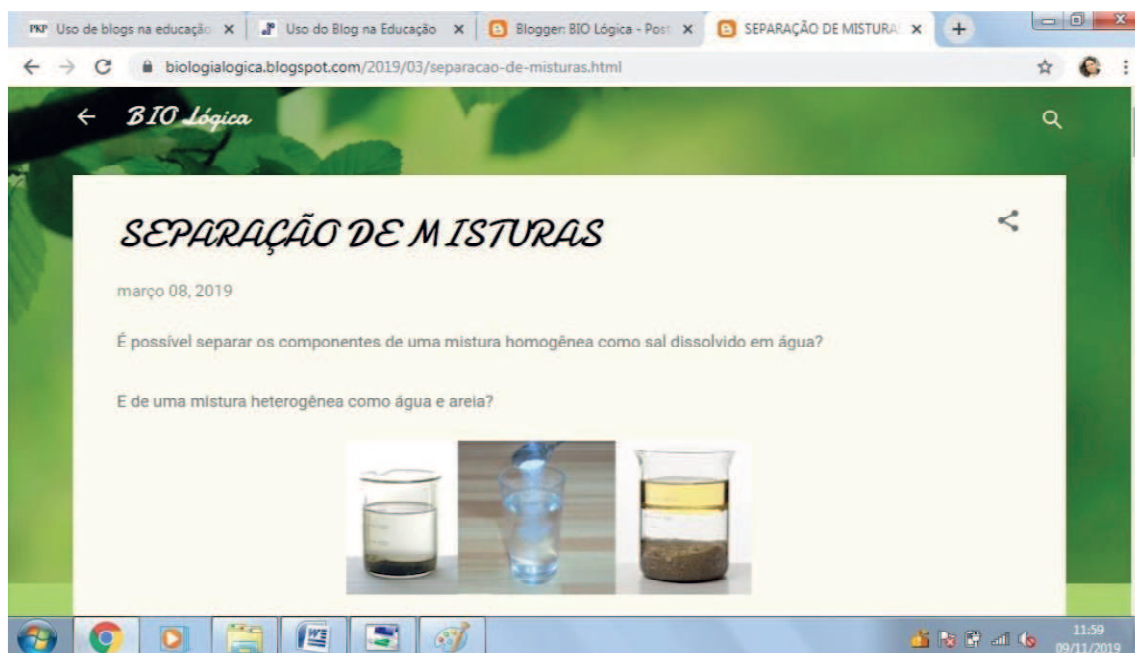 PKP Uso de blogs na educação Uso do Blog na Educação Blogger: BIO Lógica - Post SEPARAÇÃO DE MISTURA
biologialogica.blogspot.com/2019/03/separacao-de-misturas.html
BIO Lógica
SEPARAÇÃO DE MISTURAS
março 08, 2019
É possível separar os componentes de uma mistura homogênea como sal dissolvido em água?
E de uma mistura heterogênea como água e areia?
11:59
09/11/2019